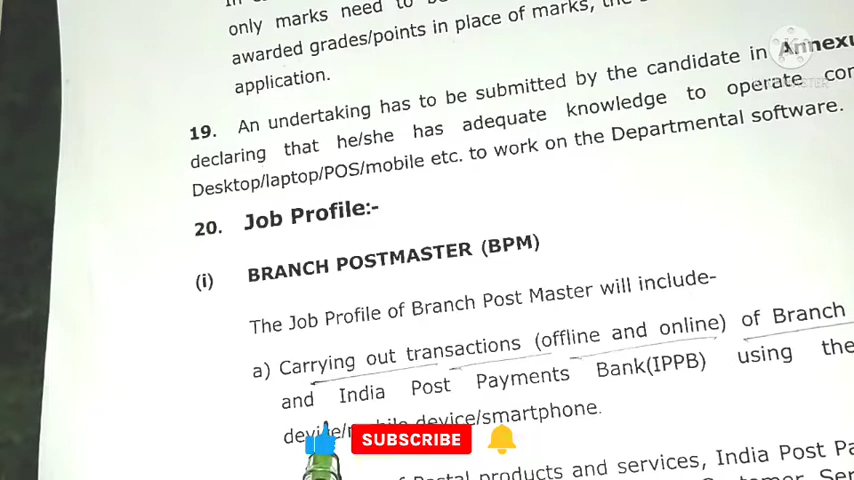 only marks need to
awarded grades/points in place of marks, the
application.
19. An undertaking has to be submitted by the candidate in Annexu
declaring that he/she has adequate knowledge to operate con
Desktop/laptop/POS/mobile etc. to work on the Departmental software.
20. Job Profile:-
(i) BRANCH POSTMASTER (BPM)
The Job Profile of Branch Post Master will include-
a) Carrying out transactions (offline and online) of Branch
and India Post Payments Bank(IPPB) using the
device/mobile device/smartphone.
SUBSCRIBE
Postal products and services, India Post Pa